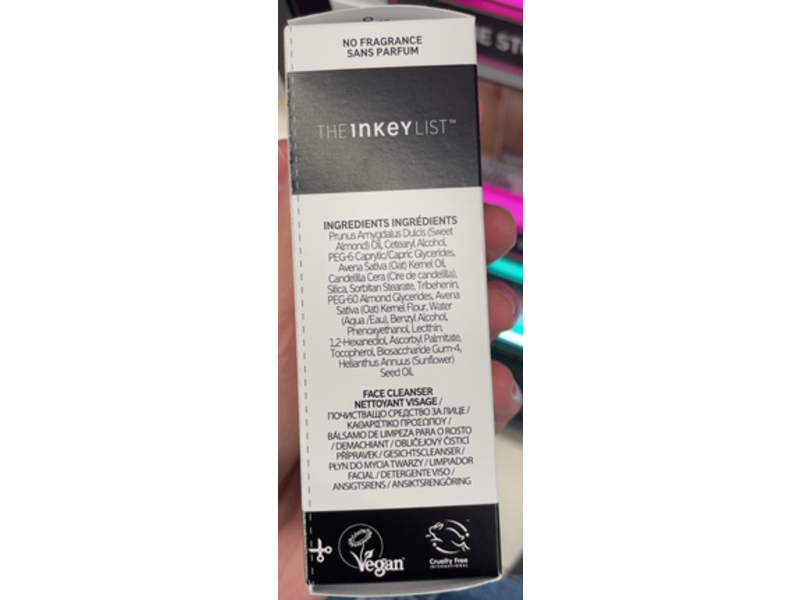 NO FRAGRANCE
SANS PARFUM
THE INKEY LIST™
INGREDIENTS INGRÉDIENTS
Prunus Amygdalus Dulcis (Sweet
Almond) Oil, Cetearyl Alcohol,
PEG-6 Caprylic/Capric Glycerides,
Avena Sativa (Oat) Kernel Oil,
Candelilla Cera (Cire de candelilla),
Silica, Sorbitan Stearate, Tribehenin,
PEG-60 Almond Glycerides, Avena
Sativa (Oat) Kernel Flour, Water
(Aqua /Eau), Benzyl Alcohol,
Phenoxyethanol, Lecithin,
1,2-Hexanediol, Ascorbyl Palmitate,
Tocopherol, Biosaccharide Gum-4,
Helianthus Annuus (Sunflower)
Seed Oil.
FACE CLEANSER
NETTOYANT VISAGE /
ПОЧИСТВАЩО СРЕДСТВО ЗА ЛИЦЕ /
ΚΑΘΑΡΙΣΤΙΚΟ ΠΡΟΣΩΠΟΥ /
BÁLSAMO DE LIMPEZA PARA O ROSTO
/ DEMACHIANT / OBLIČEJOVÝ ČISTICÍ
PŘÍPRAVEK / GESICHTSCLEANSER /
PŁYN DO MYCIA TWARZY / LIMPIADOR
FACIAL / DETERGENTE VISO /
ANSIGTSRENS / ANSIKTSRENGÖRING
Vegan
Cruelty Free
INTERNATIONAL